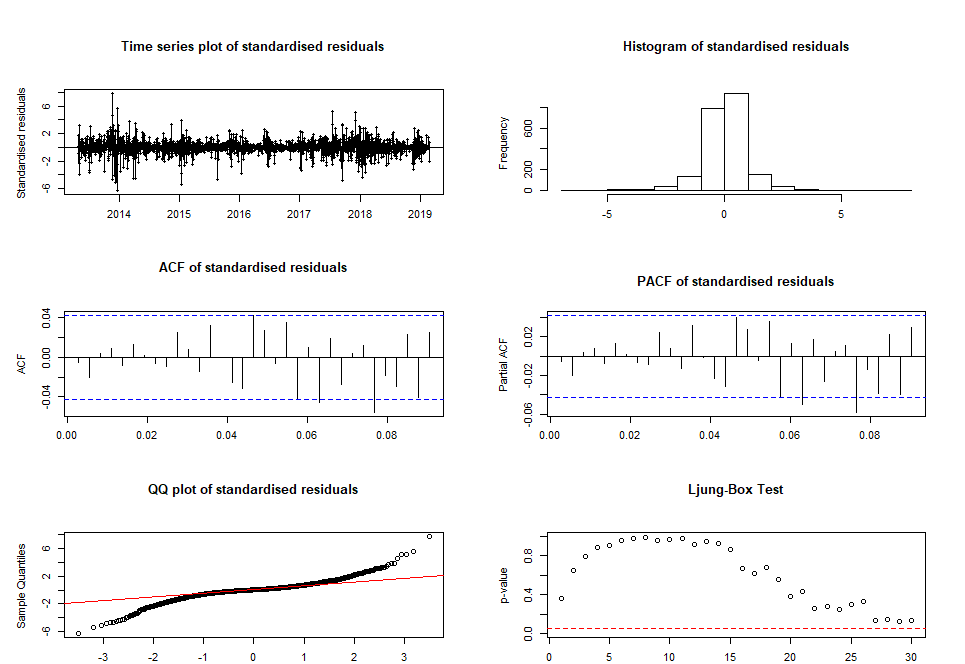 Time series plot of standardised residuals
Standardised residuals
6
2
-2
-6
2014 2015 2016 2017 2018 2019
Histogram of standardised residuals
Frequency
600
200
0
-5 0 5
ACF of standardised residuals
ACF
0.04
0.00
-0.04
0.00 0.02 0.04 0.06 0.08
PACF of standardised residuals
Partial ACF
0.02
-0.02
-0.06
0.00 0.02 0.04 0.06 0.08
QQ plot of standardised residuals
Sample Quantiles
6
2
-2
-6
-3 -2 -1 0 1 2 3
Ljung-Box Test
p-value
0.8
0.4
0.0
0 5 10 15 20 25 30